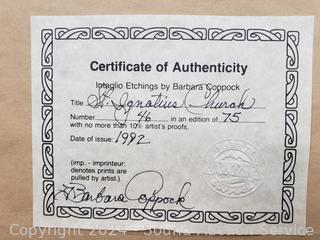 Certificate of Authenticity
Intaglio Etchings by Barbara Coppock
Title St. Ignatius Church
Number 46 in an edition of 75
with no more than 10% artist's proofs.
Date of issue: 1992
(imp. - imprinteur:
denotes prints are
pulled by artist.)
Barbara Coppock
Copyright 2024 - Sound Auction Service